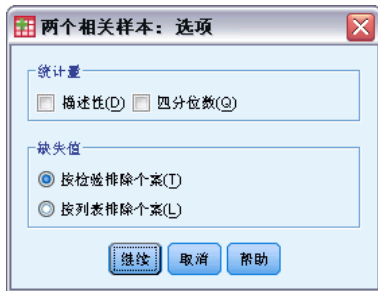 两个相关样本：选项
统计量
描述性(D) 四分位数(Q)
缺失值
按检验排除个案(T)
按列表排除个案(L)
继续 取消 帮助